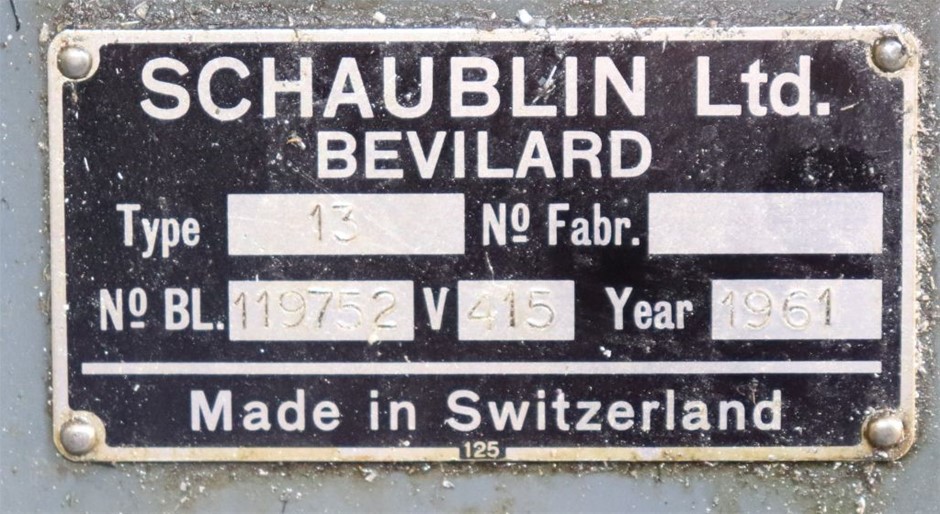 SCHAUBLIN Ltd.
BEVILARD
Type 13 Nº Fabr.
Nº BL. 119752 V 415 Year 1961
Made in Switzerland
125